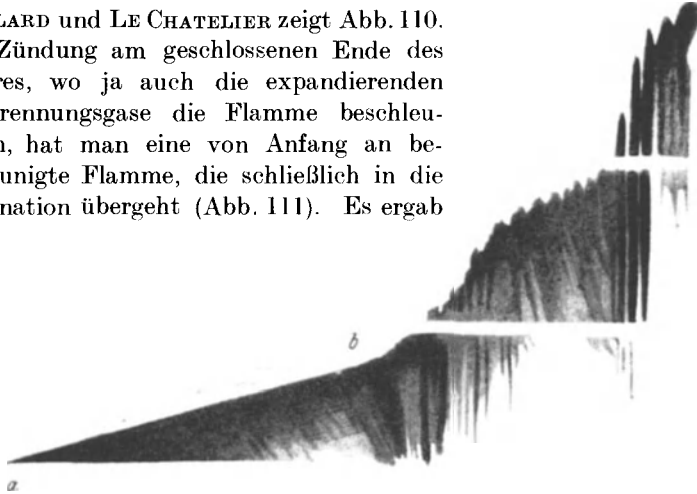 LARD und LE CHATELIER zeigt Abb. 110.
Zündung am geschlossenen Ende des
res, wo ja auch die expandierenden
rennungsgase die Flamme beschleu-
n, hat man eine von Anfang an be-
unigte Flamme, die schließlich in die
nation übergeht (Abb. 111). Es ergab
b
a